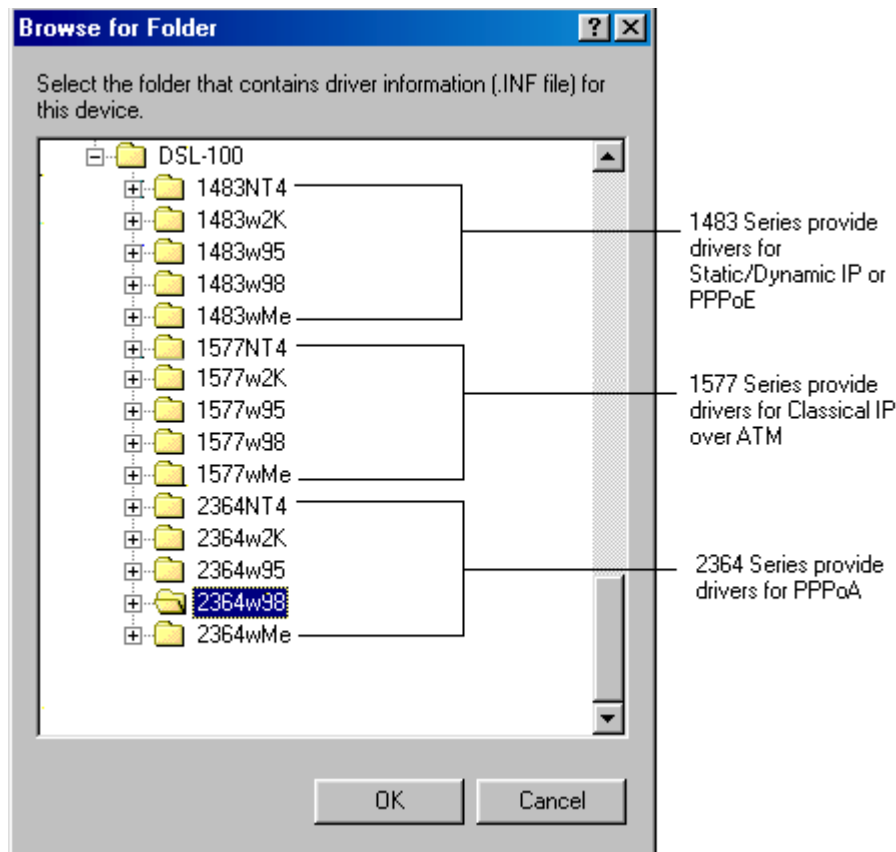 Browse for Folder
Select the folder that contains driver information (.INF file) for
this device.
DSL-100
1483NT4
1483w2K
1483w95
1483w98
1483wMe
1577NT4
1577w2K
1577w95
1577w98
1577wMe
2364NT4
2364w2K
2364w95
2364w98
2364wMe
1483 Series provide
drivers for
Static/Dynamic IP or
PPPoE
1577 Series provide
drivers for Classical IP
over ATM
2364 Series provide
drivers for PPPoA
OK
Cancel